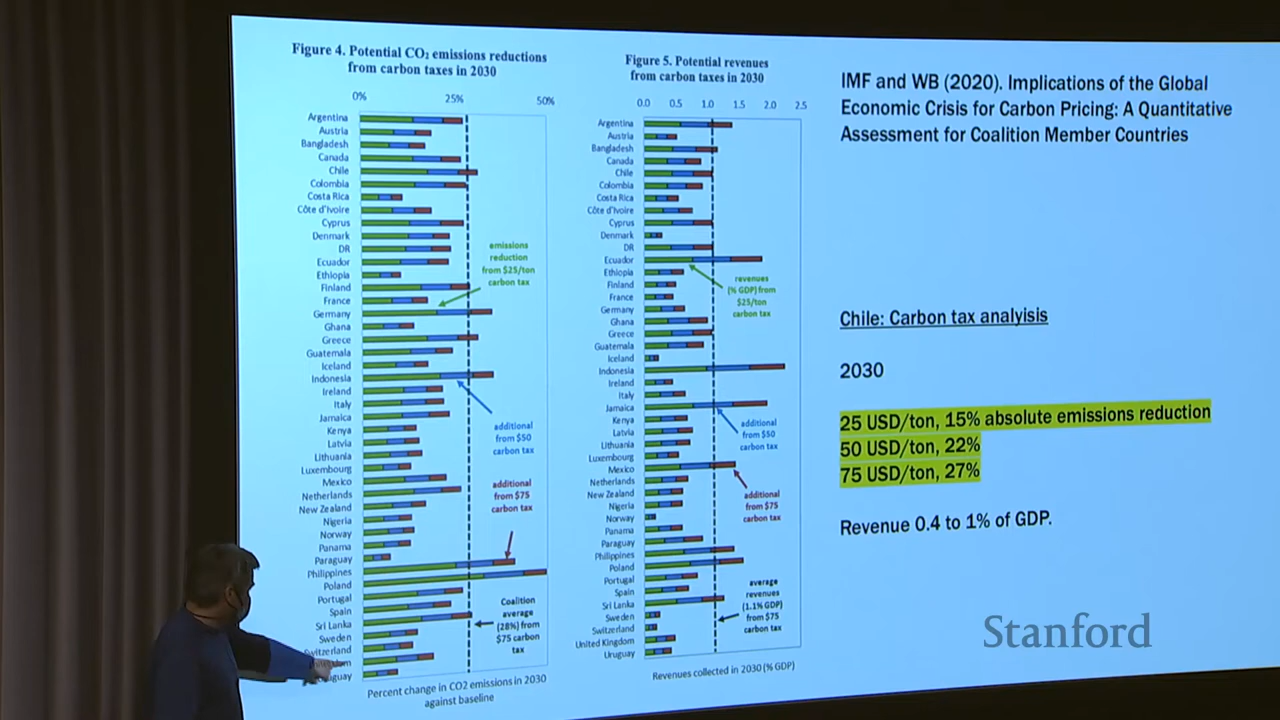 Figure 4. Potential CO₂ emissions reductions
from carbon taxes in 2030
0% 25% 50%
Argentina
Austria
Bangladesh
Canada
Chile
Colombia
Costa Rica
Côte d'Ivoire
Cyprus
Denmark
DR
Ecuador
Ethiopia
Finland
France
Germany
Ghana
Greece
Guatemala
Iceland
Indonesia
Ireland
Italy
Jamaica
Kenya
Latvia
Lithuania
Luxembourg
Mexico
Netherlands
New Zealand
Nigeria
Norway
Panama
Paraguay
Philippines
Poland
Portugal
Spain
Sri Lanka
Sweden
witzerland
guay
emissions
reduction
from $25/ton
carbon tax
additional
from $50
carbon tax
additional
from $75
carbon tax
Coalition
average
(28%) from
$75 carbon
tax
Percent change in CO2 emissions in 2030
against baseline
Figure 5. Potential revenues
from carbon taxes in 2030
0.0 0.5 1.0 1.5 2.0 2.5
Argentina
Austria
Bangladesh
Canada
Chile
Colombia
Costa Rica
Côte d'Ivoire
Cyprus
Denmark
DR
Ecuador
Ethiopia
Finland
France
Germany
Ghana
Greece
Guatemala
Iceland
Indonesia
Ireland
Italy
Jamaica
Kenya
Latvia
Lithuania
Luxembourg
Mexico
Netherlands
New Zealand
Nigeria
Norway
Panama
Paraguay
Philippines
Poland
Portugal
Spain
Sri Lanka
Sweden
Switzerland
United Kingdom
Uruguay
revenues
(% GDP) from
$25/ton
carbon tax
additional
from $50
carbon tax
additional
from $75
carbon tax
average
revenues
(1.1% GDP)
from $75
carbon tax
Revenues collected in 2030 (% GDP)
IMF and WB (2020). Implications of the Global
Economic Crisis for Carbon Pricing: A Quantitative
Assessment for Coalition Member Countries
Chile: Carbon tax analyisis
2030
25 USD/ton, 15% absolute emissions reduction
50 USD/ton, 22%
75 USD/ton, 27%
Revenue 0.4 to 1% of GDP.
Stanford